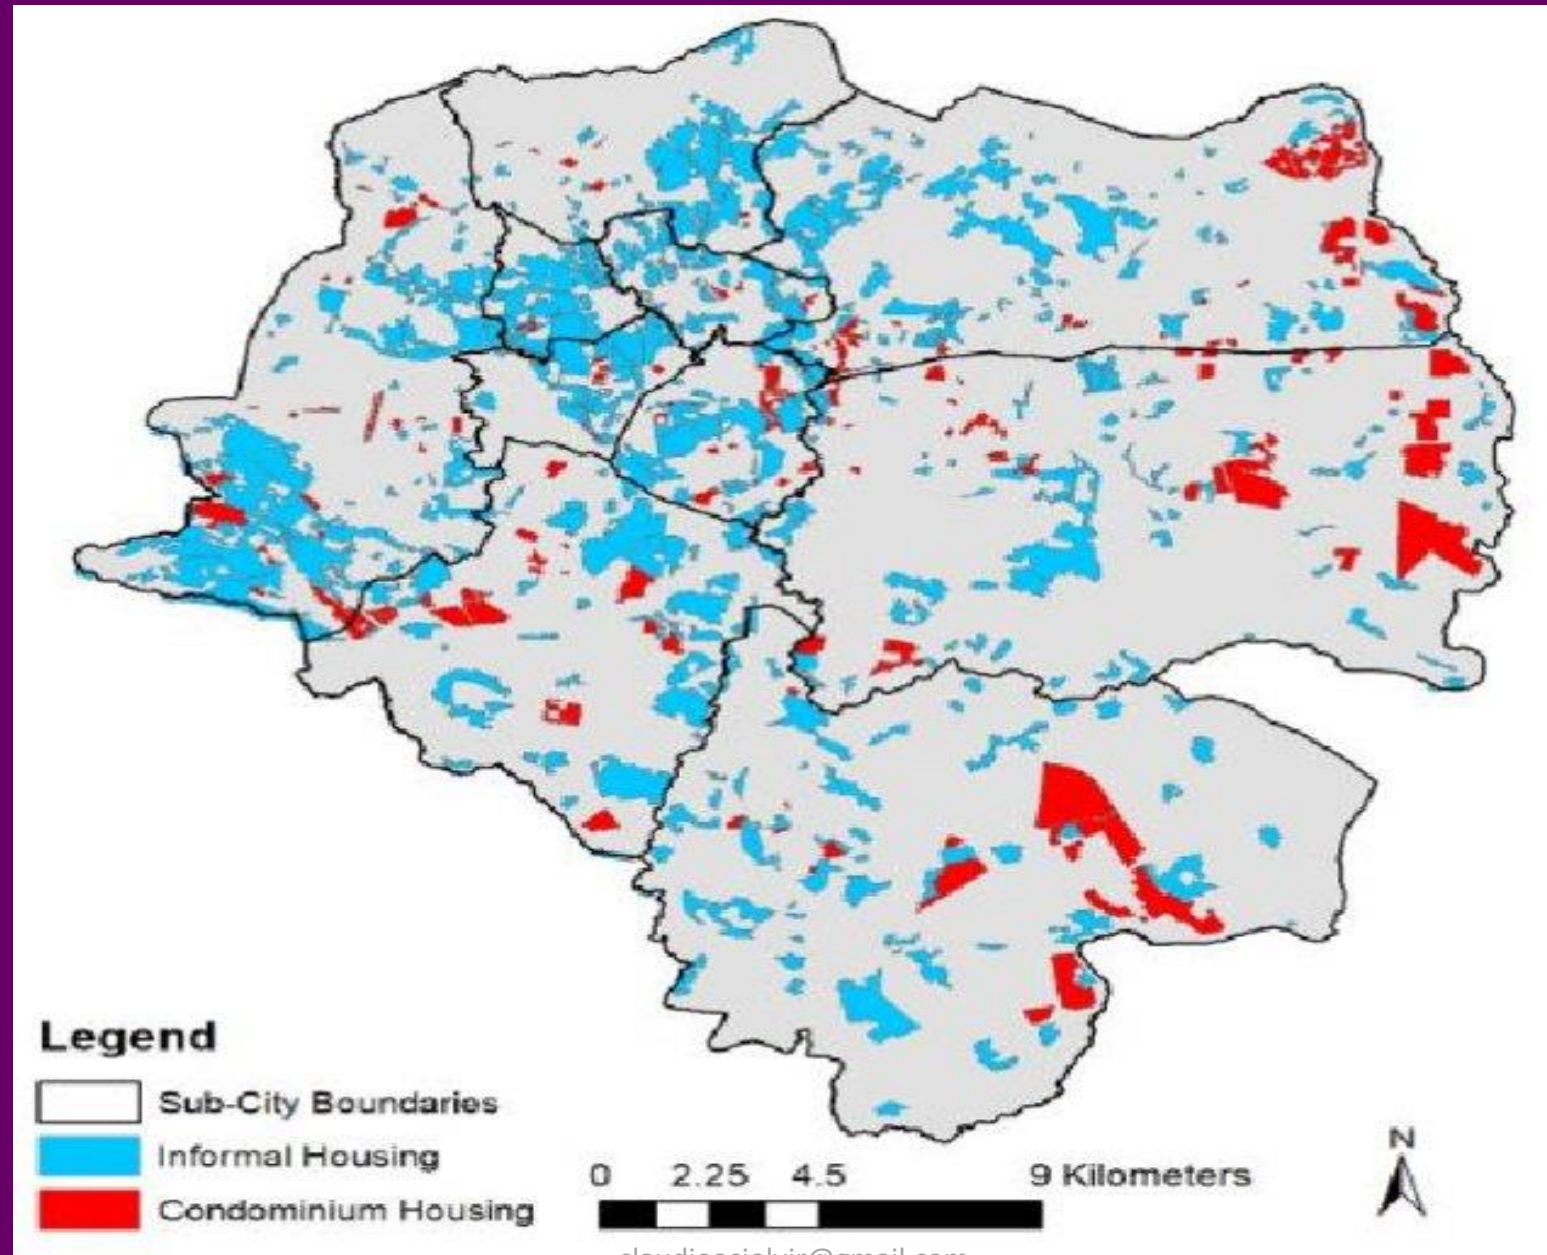 Legend
Sub-City Boundaries
Informal Housing
Condominium Housing
0 2.25 4.5 9 Kilometers
N